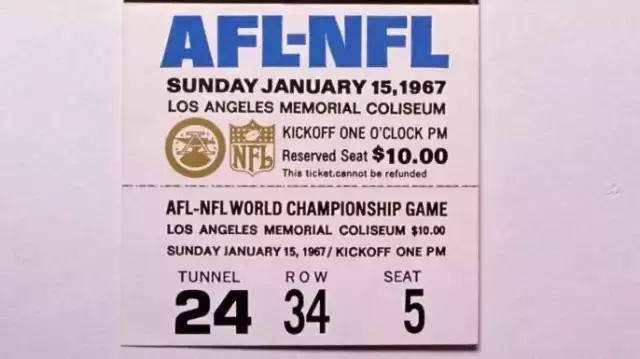 AFL-NFL
SUNDAY JANUARY 15, 1967
LOS ANGELES MEMORIAL COLISEUM
KICKOFF ONE O'CLOCK PM
NFL
Reserved Seat $10.00
This ticket.cannot be refunded
AFL-NFL WORLD CHAMPIONSHIP GAME
LOS ANGELES MEMORIAL COLISEUM $10.00
SUNDAY JANUARY 15, 1967/ KICKOFF ONE PM
TUNNEL ROW SEAT
24 34 5